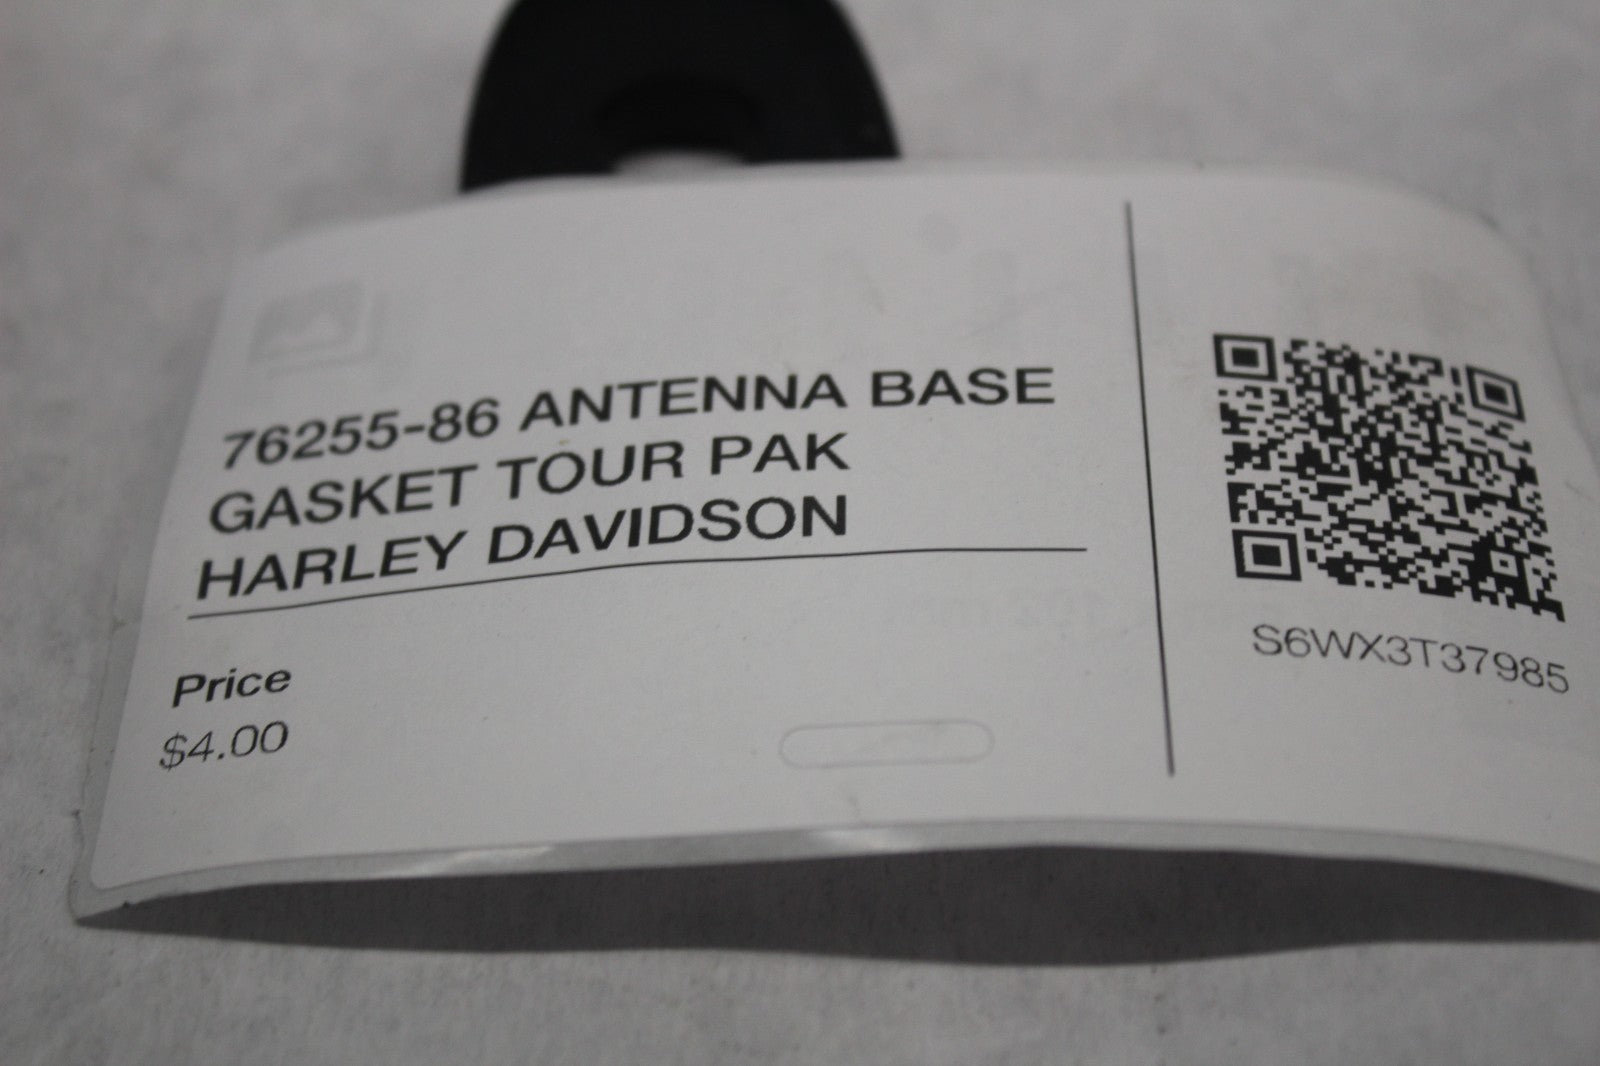 76255-86 ANTENNA BASE
GASKET TOUR PAK
HARLEY DAVIDSON
Price
$4.00
S6WX3T37985